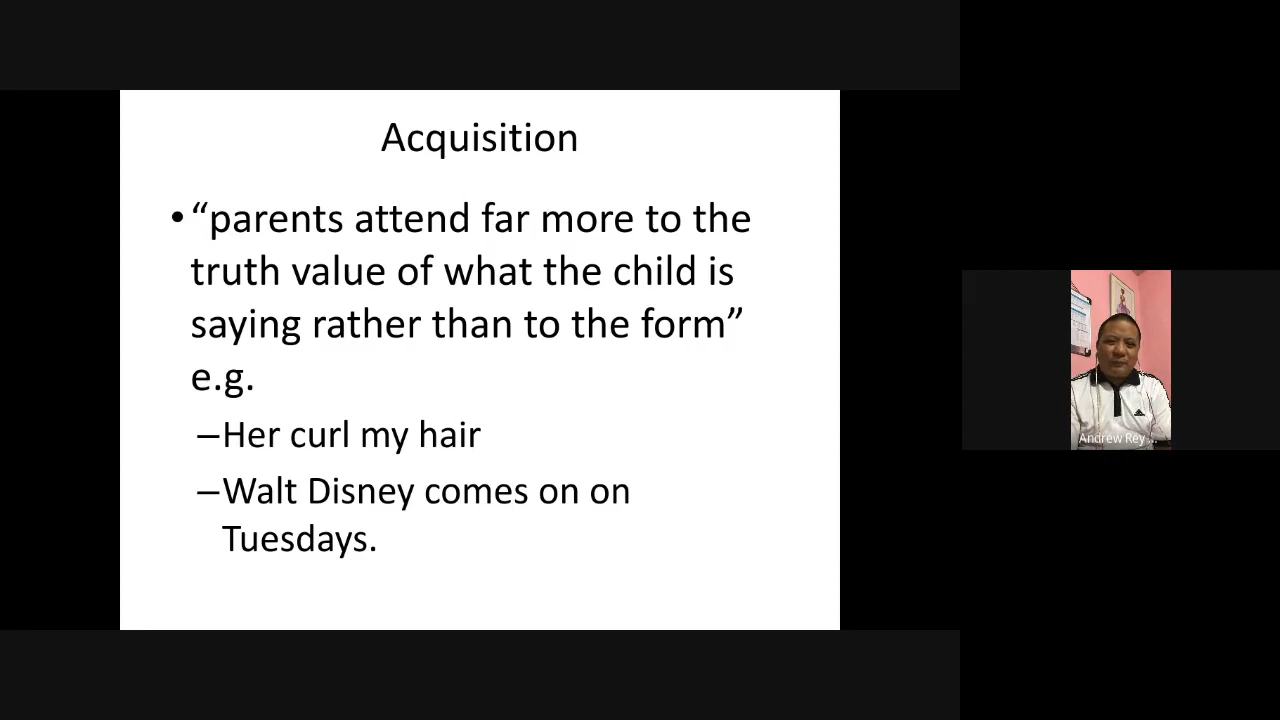 Acquisition
• “parents attend far more to the
truth value of what the child is
saying rather than to the form”
e.g.
–Her curl my hair
–Walt Disney comes on on
Tuesdays.
Andrew Rey ...